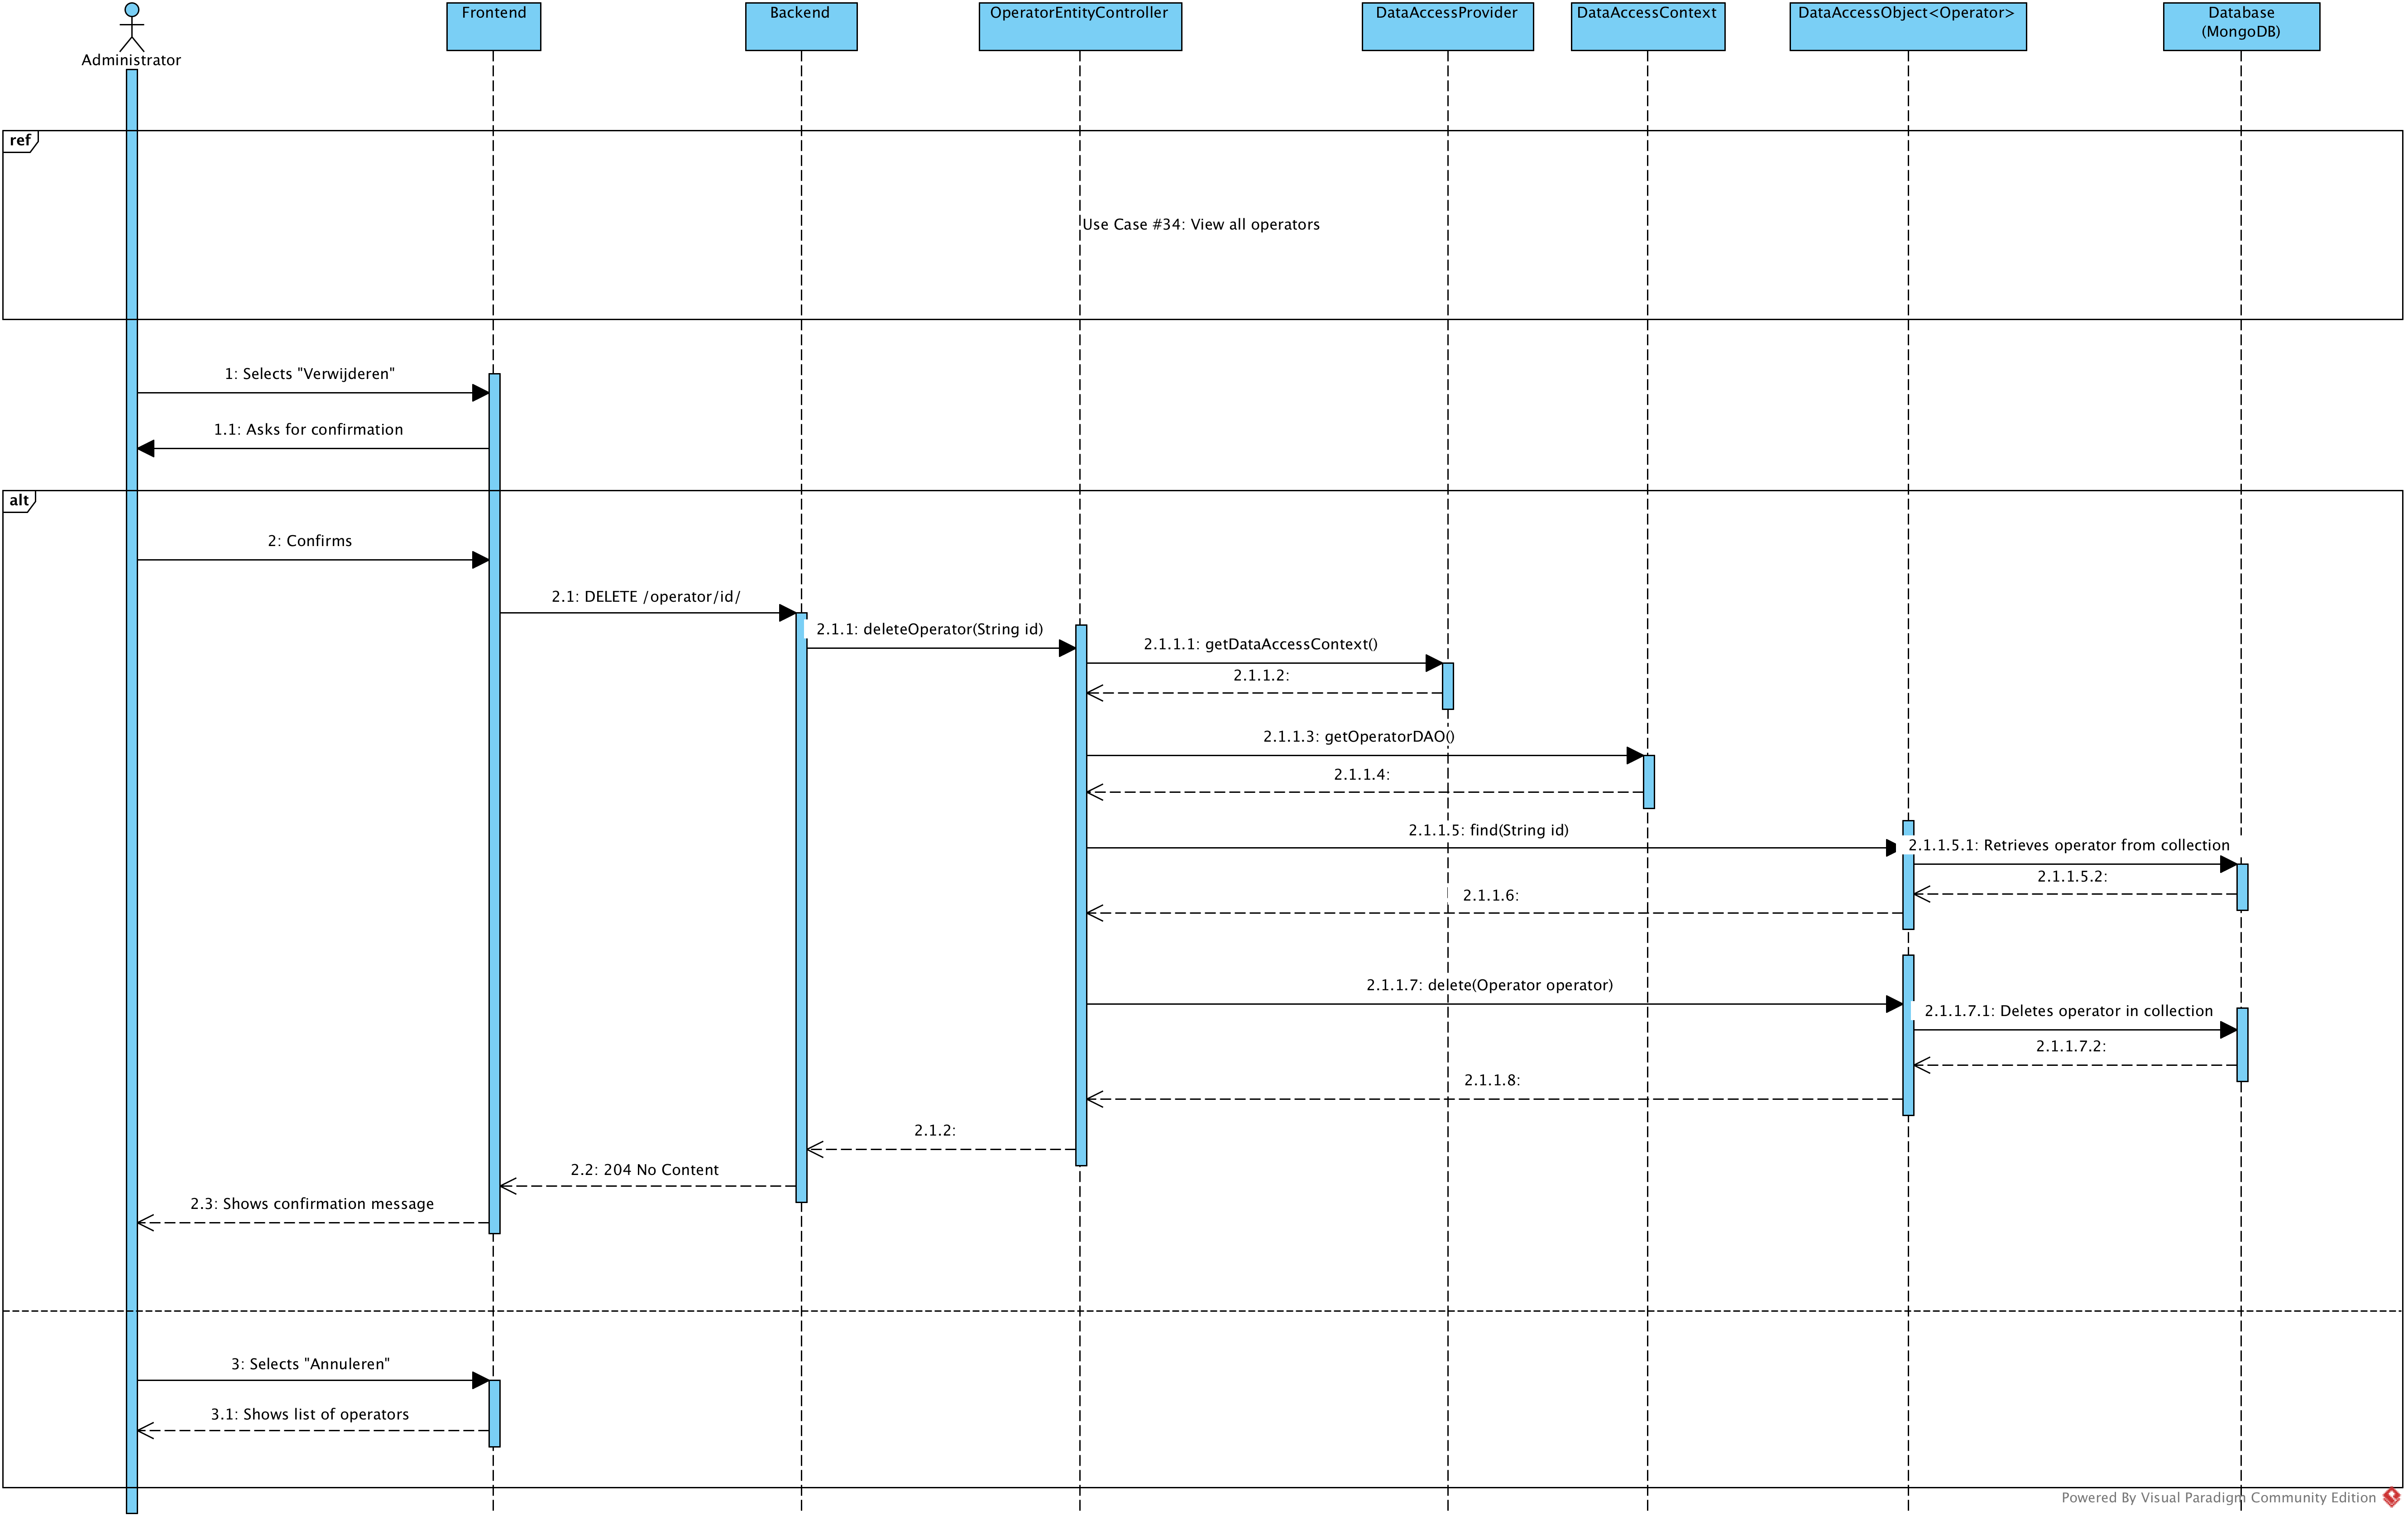 Administrator
Frontend
Backend
OperatorEntityController
DataAccessProvider
DataAccessContext
DataAccessObject<Operator>
Database
(MongoDB)
ref
Use Case #34: View all operators
1: Selects "Verwijderen"
1.1: Asks for confirmation
alt
2: Confirms
2.1: DELETE /operator/id/
2.1.1: deleteOperator(String id)
2.1.1.1: getDataAccessContext()
2.1.1.2:
2.1.1.3: getOperatorDAO()
2.1.1.4:
2.1.1.5: find(String id)
2.1.1.5.1: Retrieves operator from collection
2.1.1.5.2:
2.1.1.6:
2.1.1.7: delete(Operator operator)
2.1.1.7.1: Deletes operator in collection
2.1.1.7.2:
2.1.1.8:
2.1.2:
2.2: 204 No Content
2.3: Shows confirmation message
3: Selects "Annuleren"
3.1: Shows list of operators
Powered By Visual Paradigm Community Edition